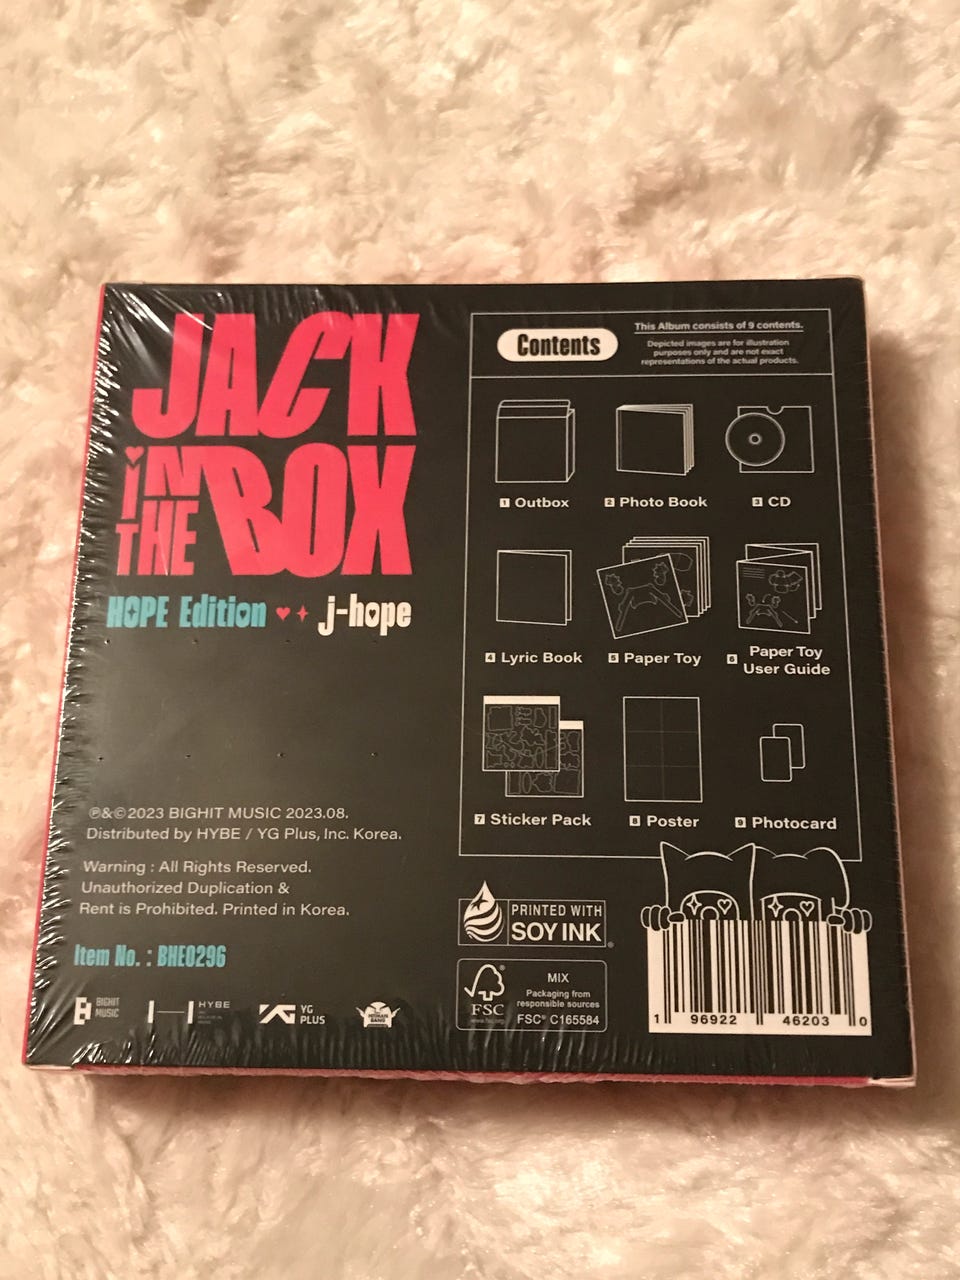 JACK
iN
THE BOX
HOPE Edition j-hope
℗&©2023 BIGHIT MUSIC 2023.08.
Distributed by HYBE / YG Plus, Inc. Korea.
Warning : All Rights Reserved.
Unauthorized Duplication &
Rent is Prohibited. Printed in Korea.
Item No. : BHE0296
BIGHIT
MUSIC
HYBE
YG
PLUS
Contents
This Album consists of 9 contents.
Depicted images are for illustration
purposes only and are not exact
representations of the actual products.
1 Outbox
2 Photo Book
3 CD
4 Lyric Book
5 Paper Toy
6 Paper Toy
User Guide
7 Sticker Pack
8 Poster
9 Photocard
PRINTED WITH
SOY INK
FSC
www.fsc.org
MIX
Packaging from
responsible sources
FSC® C165584
1 96922 46203 0